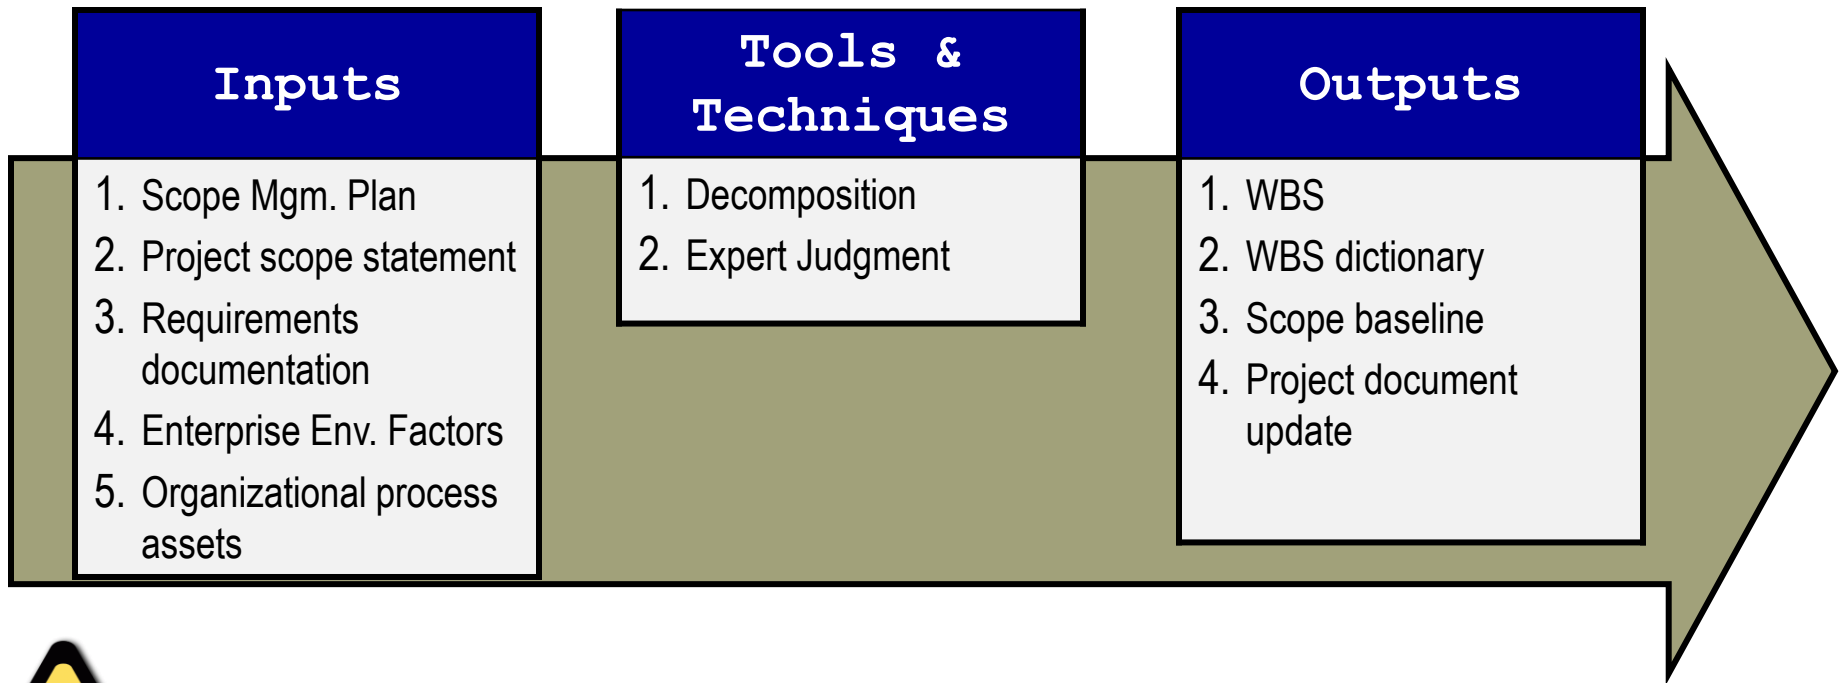 Inputs
1. Scope Mgm. Plan
2. Project scope statement
3. Requirements
documentation
4. Enterprise Env. Factors
5. Organizational process
assets
Tools &
Techniques
1. Decomposition
2. Expert Judgment
Outputs
1. WBS
2. WBS dictionary
3. Scope baseline
4. Project document
update